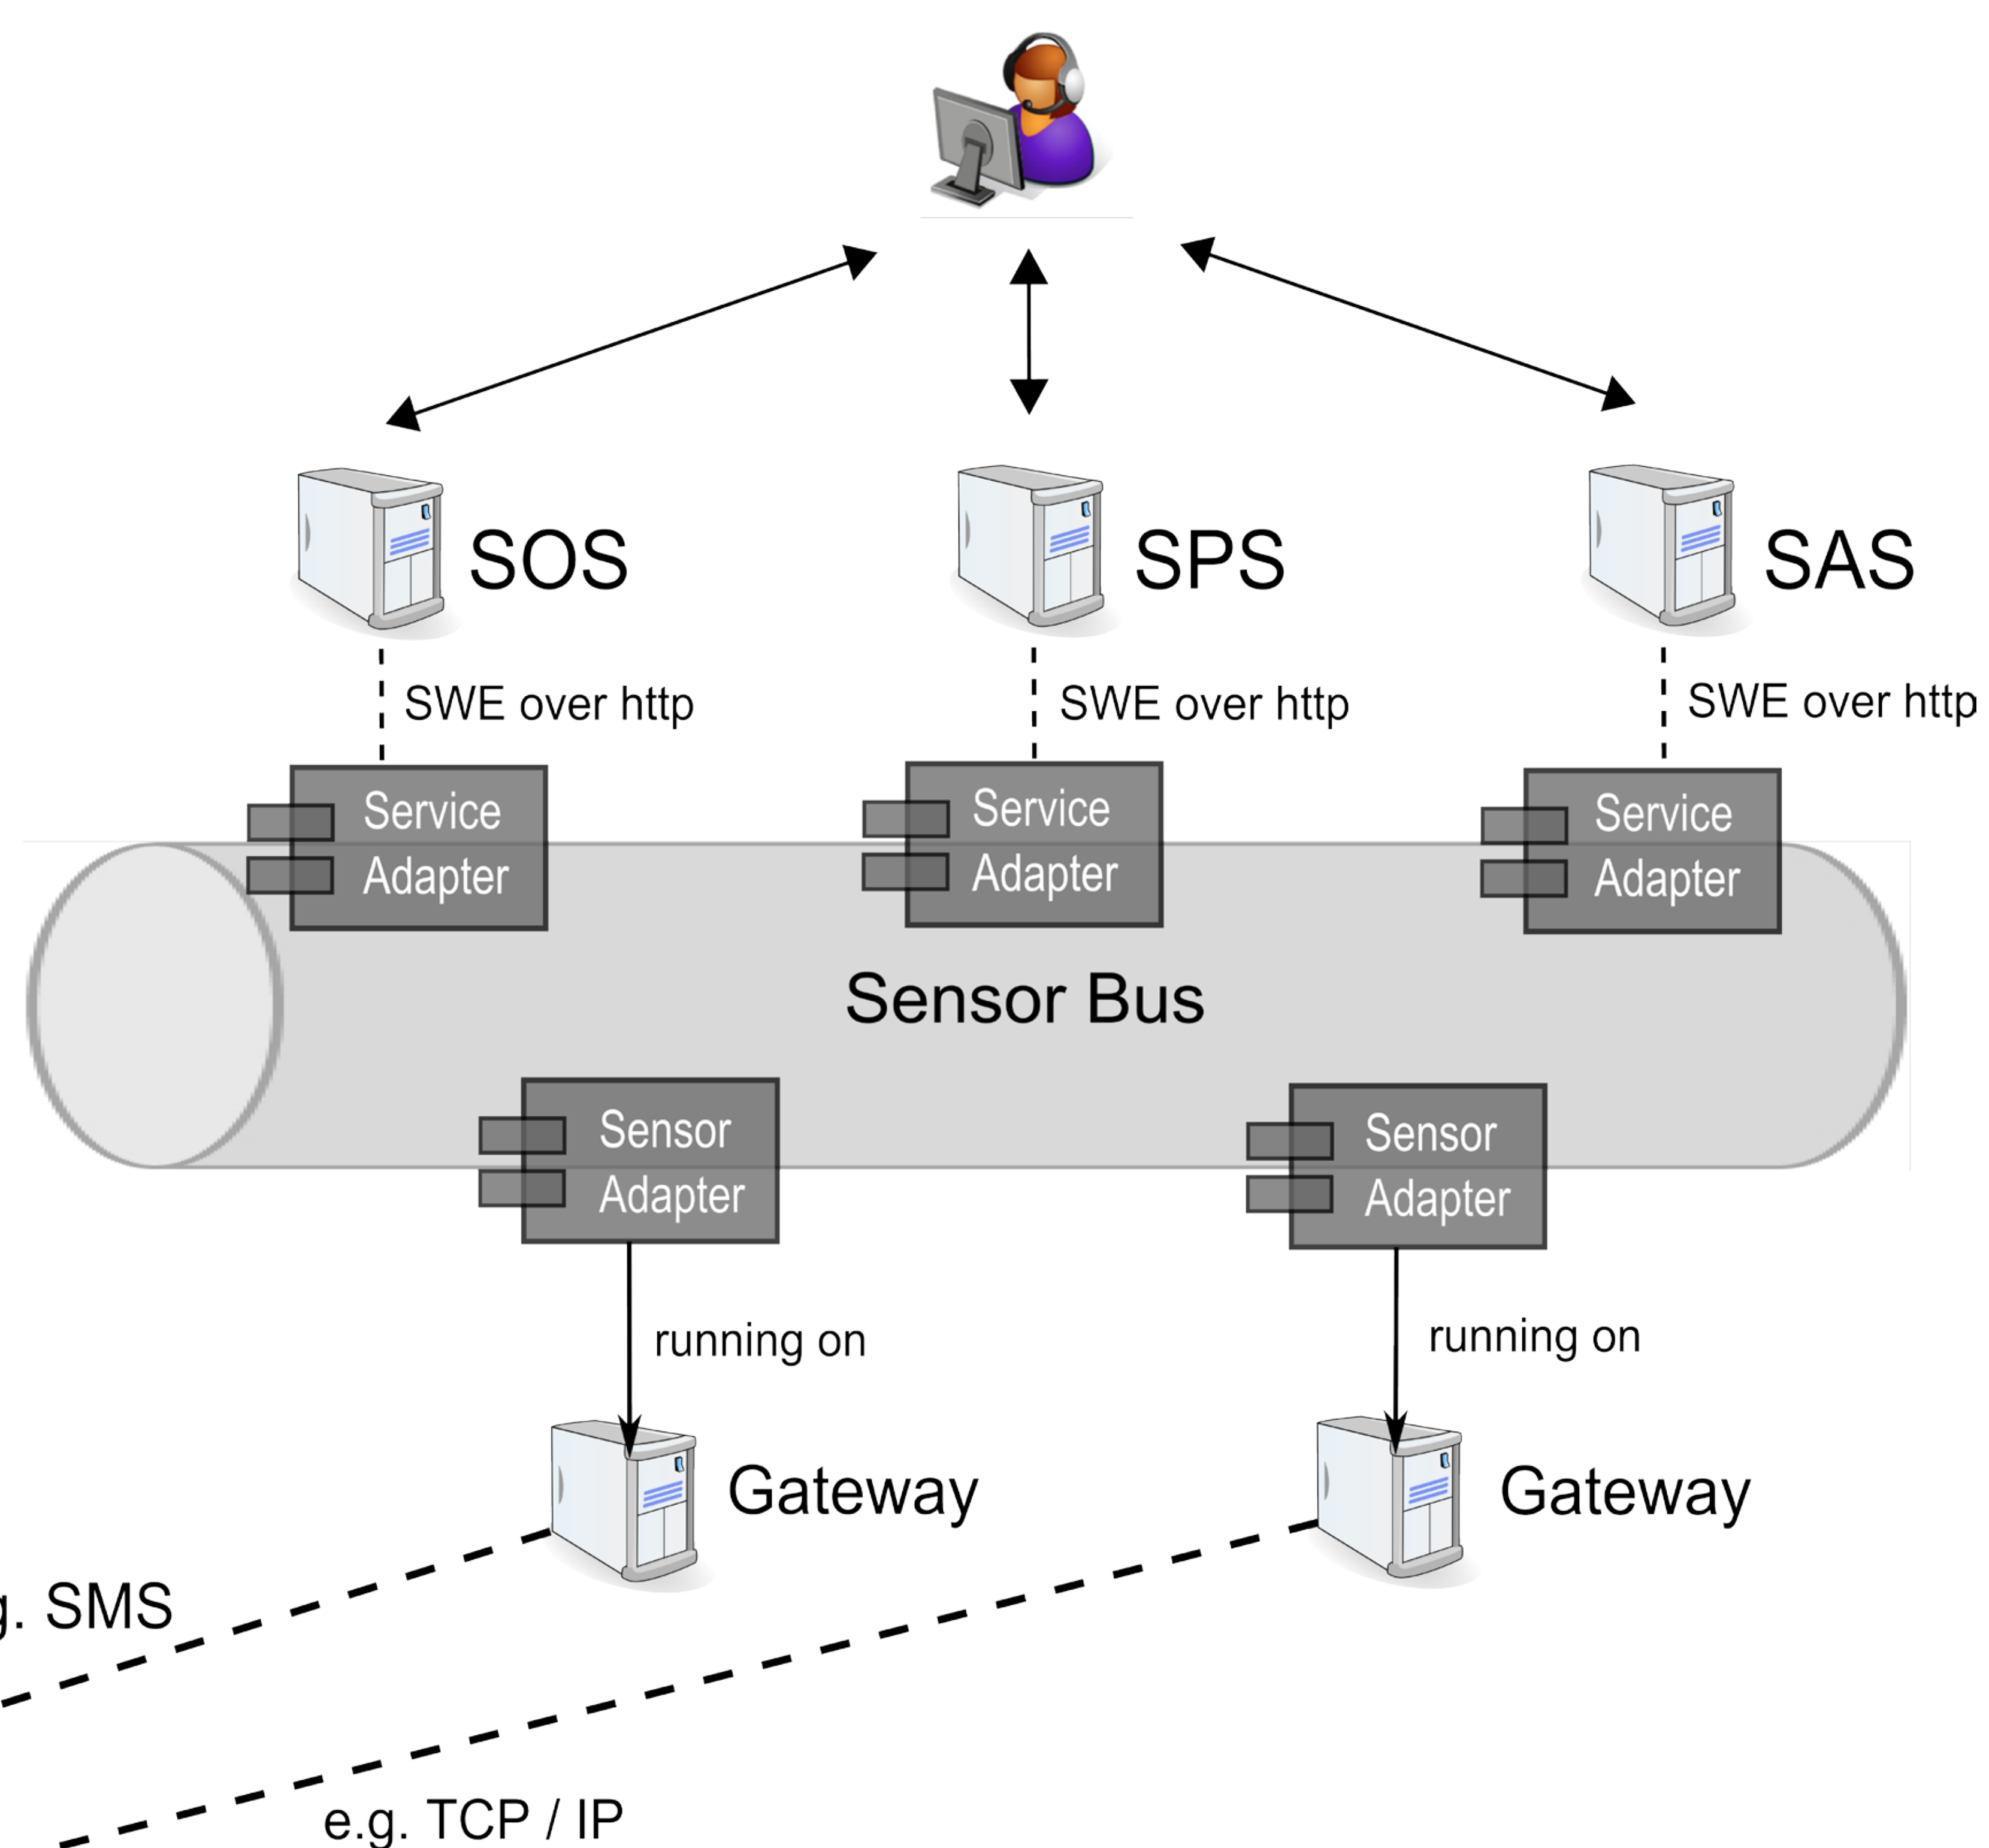 SOS
SPS
SAS
SWE over http
SWE over http
SWE over http
Service
Adapter
Service
Adapter
Service
Adapter
Sensor Bus
Sensor
Adapter
Sensor
Adapter
running on
running on
Gateway
Gateway
g. SMS
e.g. TCP / IP